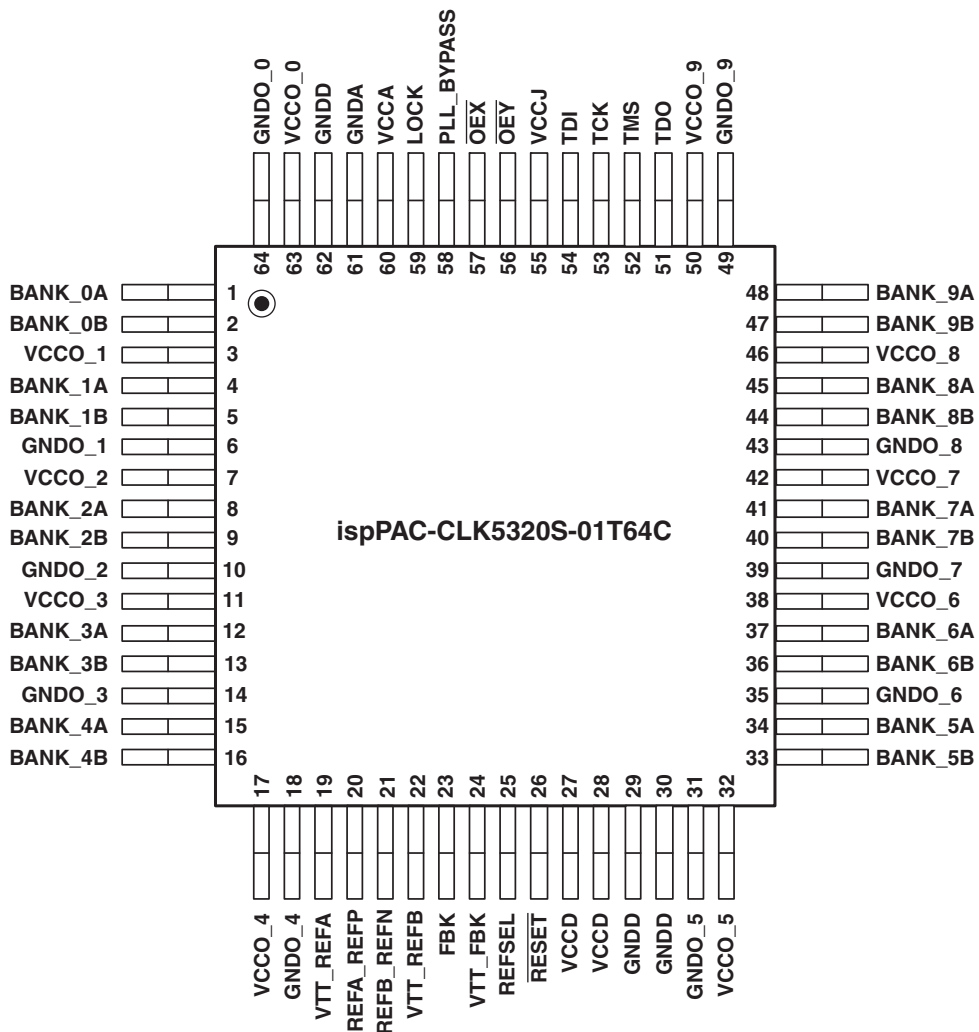 GNDO_0
VCCO_0
GNDD
GNDA
VCCA
LOCK
PLL_BYPASS
OEX
OEY
VCCJ
TDI
TCK
TMS
TDO
VCCO_9
GNDO_9
64
63
62
61
60
59
58
57
56
55
54
53
52
51
50
49
BANK_0A 1
BANK_0B 2
VCCO_1 3
BANK_1A 4
BANK_1B 5
GNDO_1 6
VCCO_2 7
BANK_2A 8
BANK_2B 9
GNDO_2 10
VCCO_3 11
BANK_3A 12
BANK_3B 13
GNDO_3 14
BANK_4A 15
BANK_4B 16
ispPAC-CLK5320S-01T64C
48 BANK_9A
47 BANK_9B
46 VCCO_8
45 BANK_8A
44 BANK_8B
43 GNDO_8
42 VCCO_7
41 BANK_7A
40 BANK_7B
39 GNDO_7
38 VCCO_6
37 BANK_6A
36 BANK_6B
35 GNDO_6
34 BANK_5A
33 BANK_5B
17
18
19
20
21
22
23
24
25
26
27
28
29
30
31
32
VCCO_4
GNDO_4
VTT_REFA
REFA_REFP
REFB_REFN
VTT_REFB
FBK
VTT_FBK
REFSEL
RESET
VCCD
VCCD
GNDD
GNDD
GNDO_5
VCCO_5